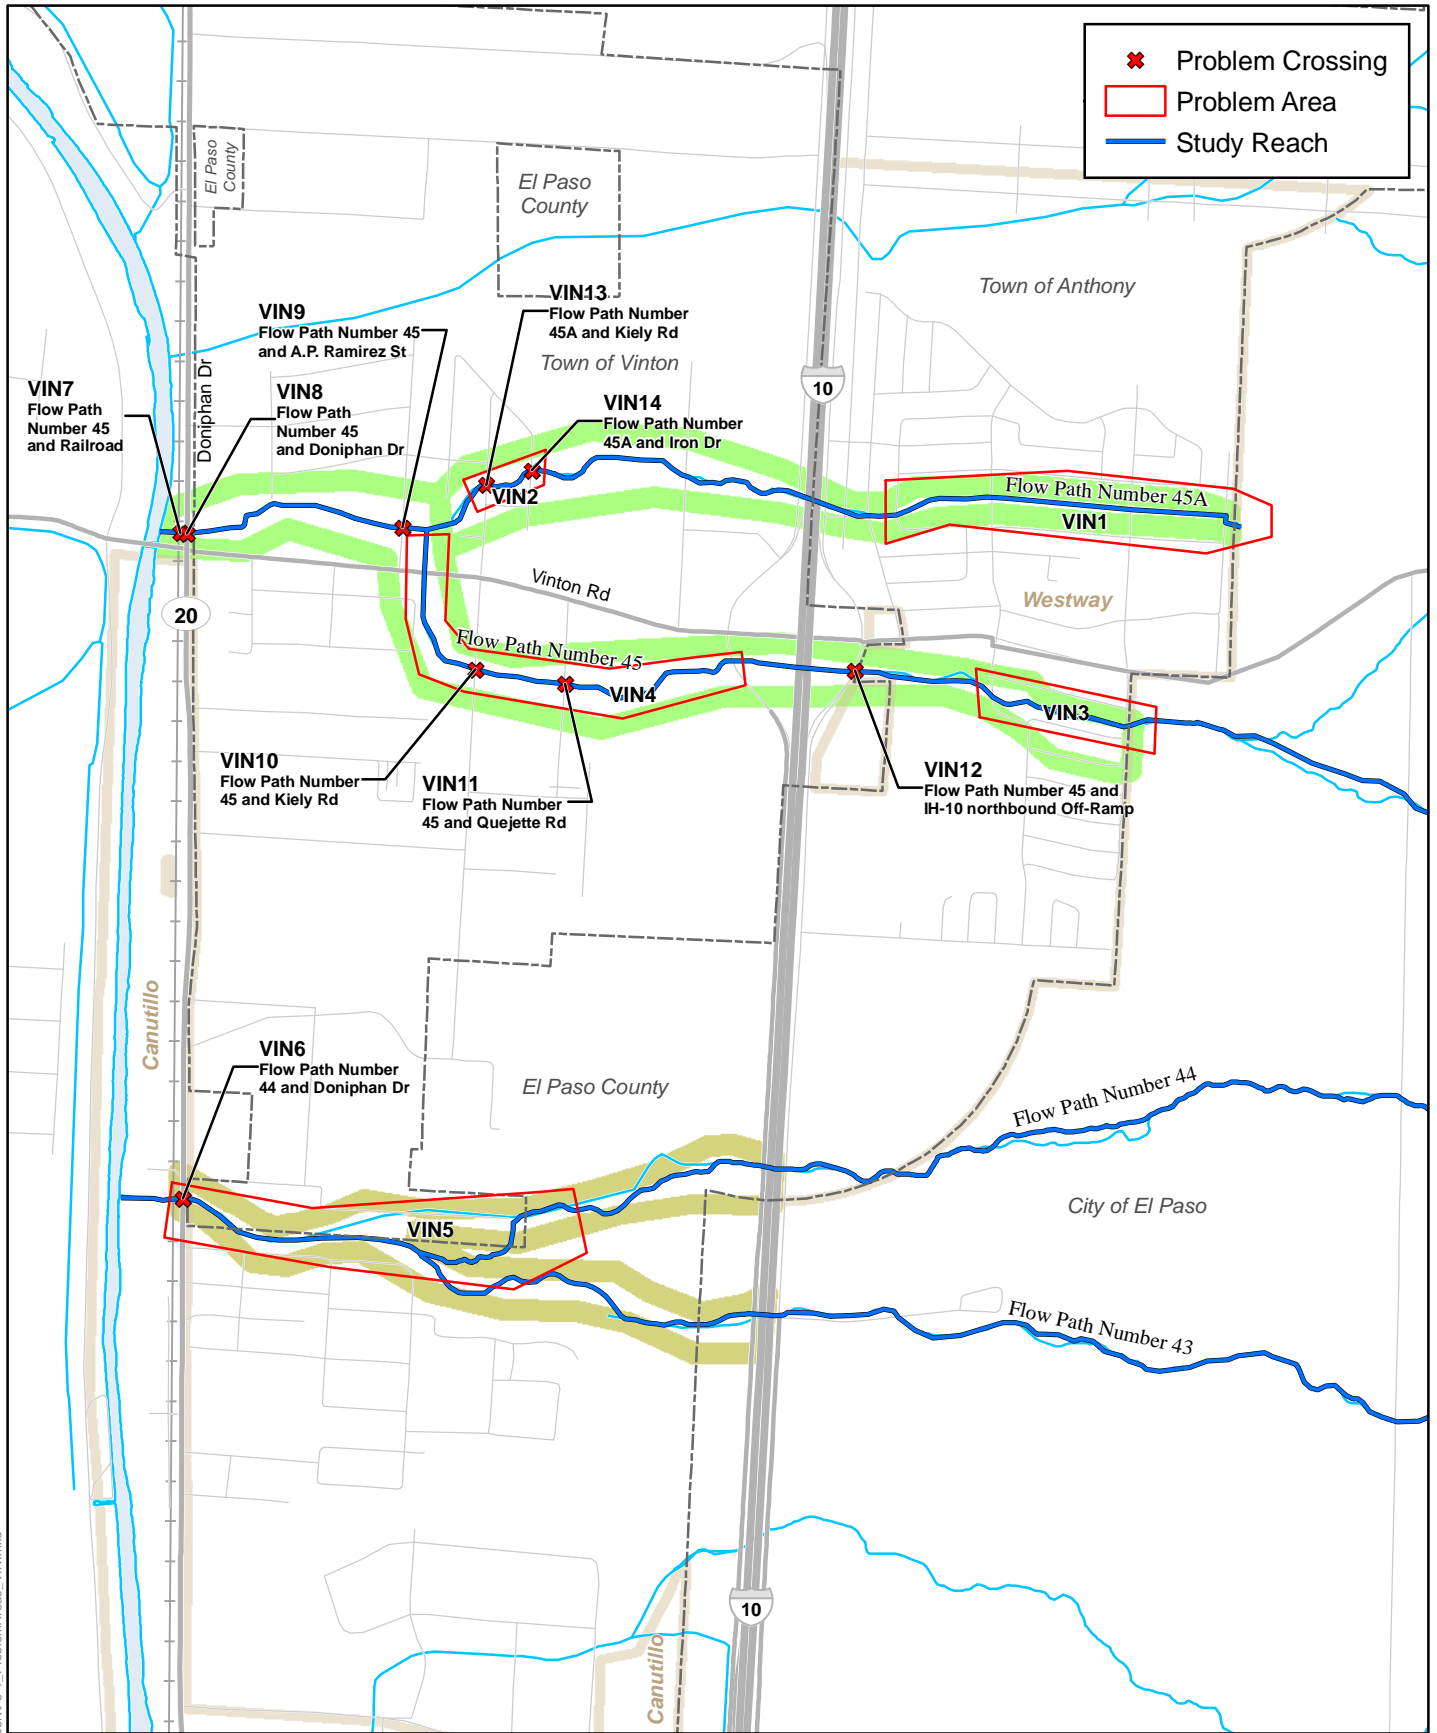 Problem Crossing
Problem Area
Study Reach
El Paso
County
El Paso
County
Town of Anthony
VIN13
Flow Path Number
45A and Kiely Rd
VIN9
Flow Path Number 45
and A.P. Ramirez St
Town of Vinton
10
VIN7
Flow Path
Number 45
and Railroad
Doniphan Dr
VIN8
Flow Path
Number 45
and Doniphan Dr
VIN14
Flow Path Number
45A and Iron Dr
VIN2
Flow Path Number 45A
VIN1
Vinton Rd
Westway
20
Flow Path Number 45
VIN4
VIN3
VIN10
Flow Path Number
45 and Kiely Rd
VIN11
Flow Path Number
45 and Quejette Rd
VIN12
Flow Path Number 45 and
IH-10 northbound Off-Ramp
Canutillo
VIN6
Flow Path Number
44 and Doniphan Dr
El Paso County
Flow Path Number 44
City of El Paso
VIN5
Flow Path Number 43
10
Canutillo